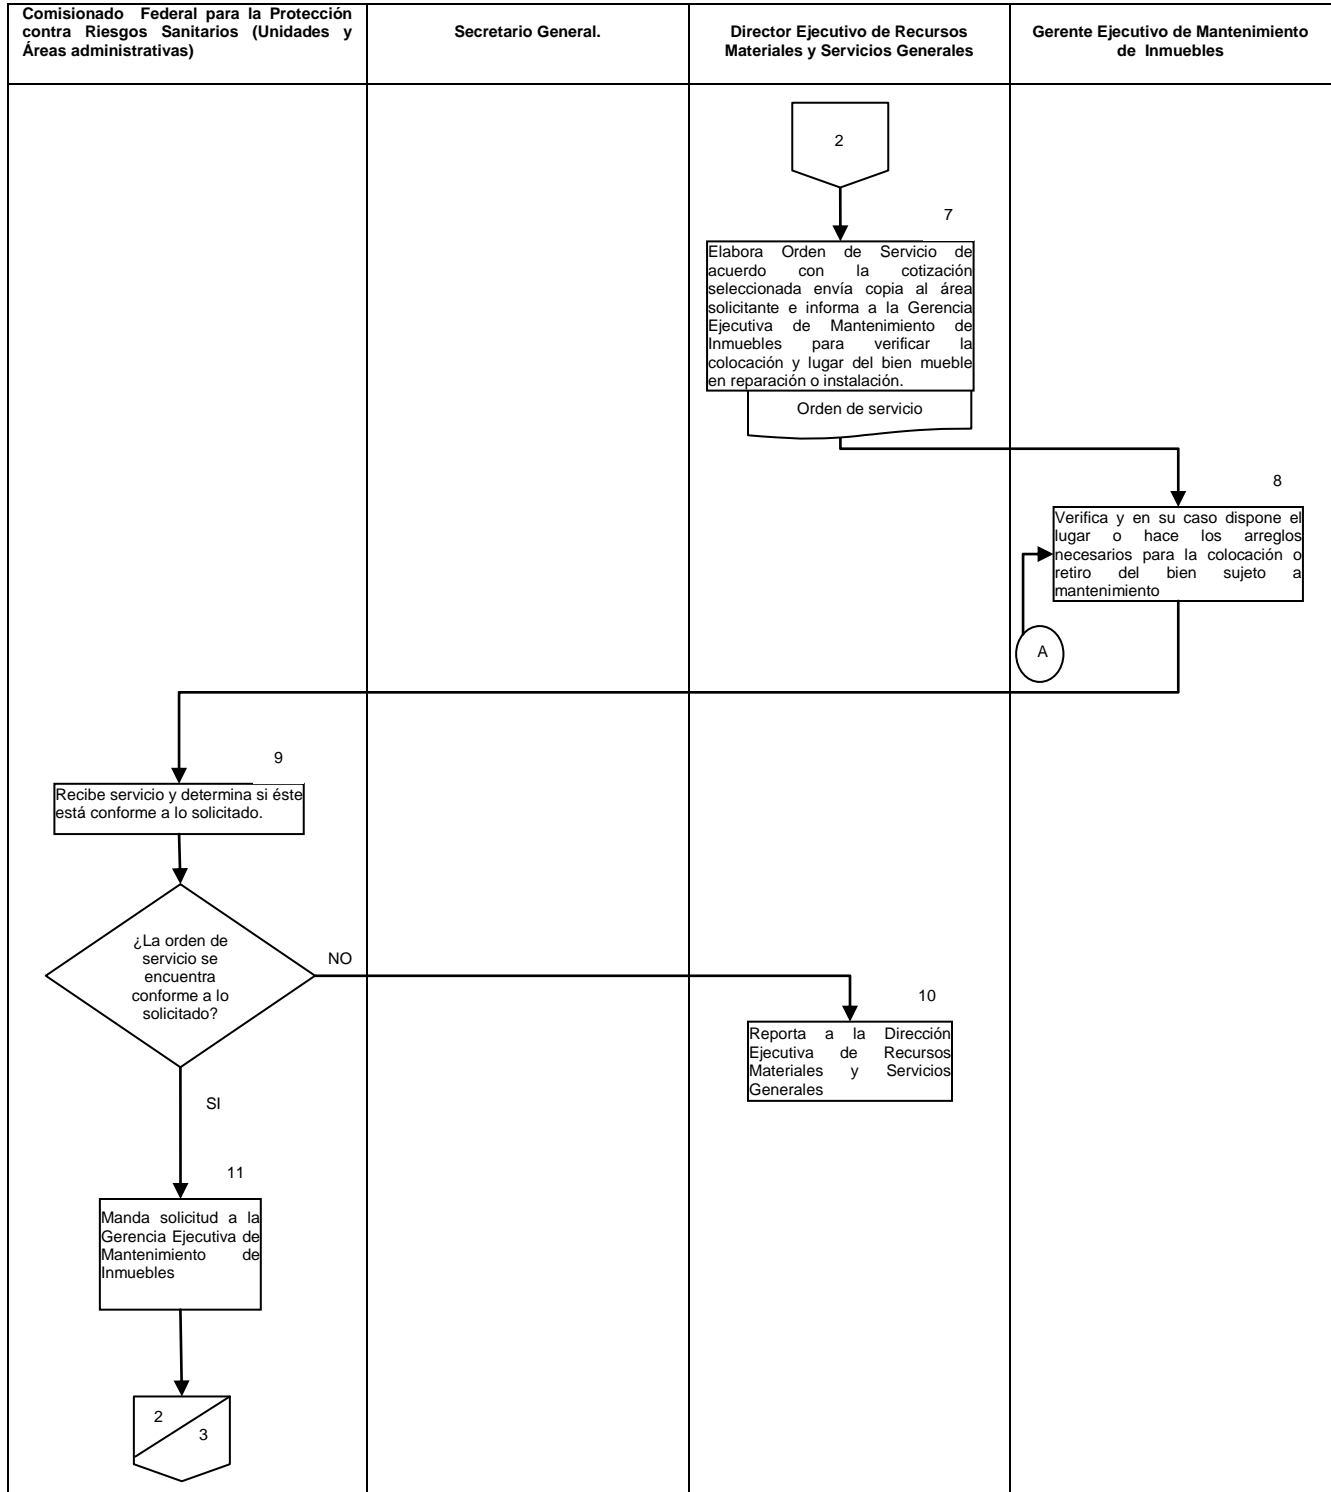 Comisionado Federal para la Protección
contra Riesgos Sanitarios (Unidades y
Áreas administrativas)
Secretario General.
Director Ejecutivo de Recursos
Materiales y Servicios Generales
Gerente Ejecutivo de Mantenimiento
de Inmuebles
2
7
Elabora Orden de Servicio de
acuerdo con la cotización
seleccionada envía copia al área
solicitante e informa a la Gerencia
Ejecutiva de Mantenimiento de
Inmuebles para verificar la
colocación y lugar del bien mueble
en reparación o instalación.
Orden de servicio
8
Verifica y en su caso dispone el
lugar o hace los arreglos
necesarios para la colocación o
retiro del bien sujeto a
mantenimiento
A
9
Recibe servicio y determina si éste
está conforme a lo solicitado.
¿La orden de
servicio se
encuentra
conforme a lo
solicitado?
NO
10
Reporta a la Dirección
Ejecutiva de Recursos
Materiales y Servicios
Generales
SI
11
Manda solicitud a la
Gerencia Ejecutiva de
Mantenimiento de
Inmuebles
2
3